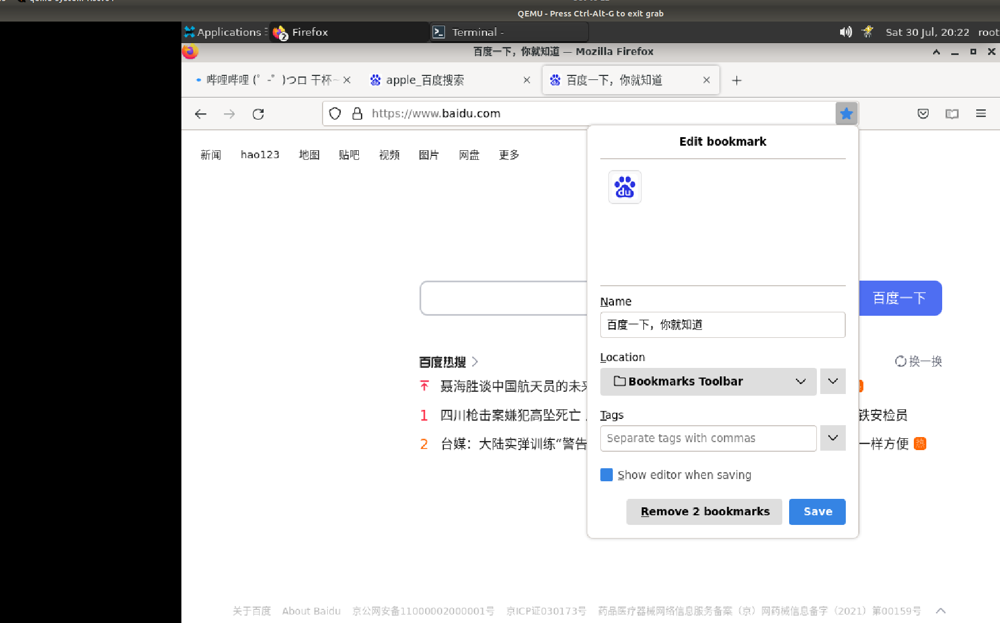 QEMU - Press Ctrl-Alt-G to exit grab
Applications
2 Firefox
Terminal -
Sat 30 Jul, 20:22 root
百度一下，你就知道 — Mozilla Firefox
哔哩哔哩 (゜-゜)つロ 干杯~
apple_百度搜索
百度一下，你就知道
https://www.baidu.com
Edit bookmark
新闻 hao123 地图 贴吧 视频 图片 网盘 更多
du
Name
百度一下
百度一下，你就知道
Location
百度热搜
换一换
Bookmarks Toolbar
聂海胜谈中国航天员的未来
1 四川枪击案嫌犯高坠死亡
铁安检员
Tags
2 台媒：大陆实弹训练“警告
Separate tags with commas
一样方便 热
Show editor when saving
Remove 2 bookmarks
Save
关于百度 About Baidu 京公网安备11000002000001号 京ICP证030173号 药品医疗器械网络信息服务备案（京）网药械信息备字（2021）第00159号